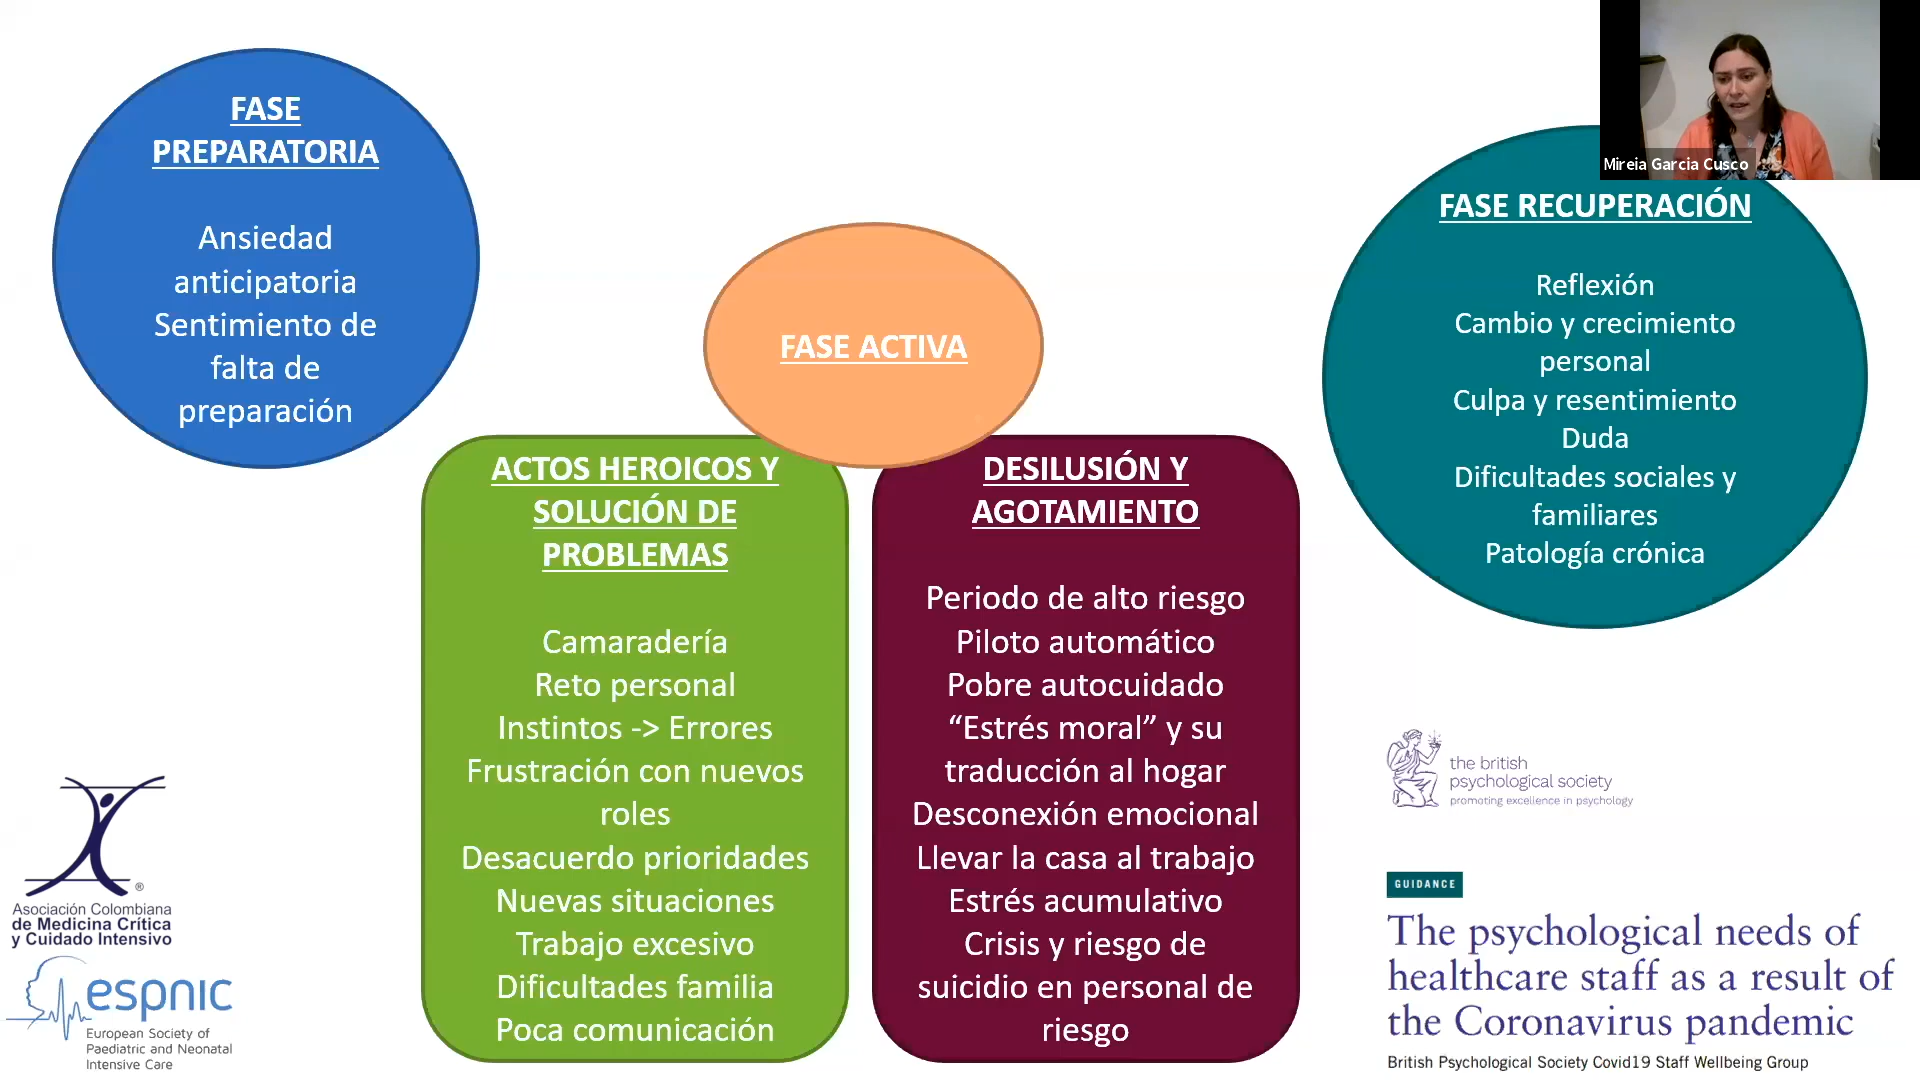 FASE
PREPARATORIA
Ansiedad
anticipatoria
Sentimiento de
falta de
preparación
FASE ACTIVA
ACTOS HEROICOS Y
SOLUCIÓN DE
PROBLEMAS
Camaradería
Reto personal
Instintos -> Errores
Frustración con nuevos
roles
Desacuerdo prioridades
Nuevas situaciones
Trabajo excesivo
Dificultades familia
Poca comunicación
DESILUSIÓN Y
AGOTAMIENTO
Periodo de alto riesgo
Piloto automático
Pobre autocuidado
“Estrés moral” y su
traducción al hogar
Desconexión emocional
Llevar la casa al trabajo
Estrés acumulativo
Crisis y riesgo de
suicidio en personal de
riesgo
Mireia Garcia Cusco
FASE RECUPERACIÓN
Reflexión
Cambio y crecimiento
personal
Culpa y resentimiento
Duda
Dificultades sociales y
familiares
Patología crónica
®
Asociación Colombiana
de Medicina Crítica
y Cuidado Intensivo
espnic
European Society of
Paediatric and Neonatal
Intensive Care
the british
psychological society
promoting excellence in psychology
GUIDANCE
The psychological needs of
healthcare staff as a result of
the Coronavirus pandemic
British Psychological Society Covid19 Staff Wellbeing Group